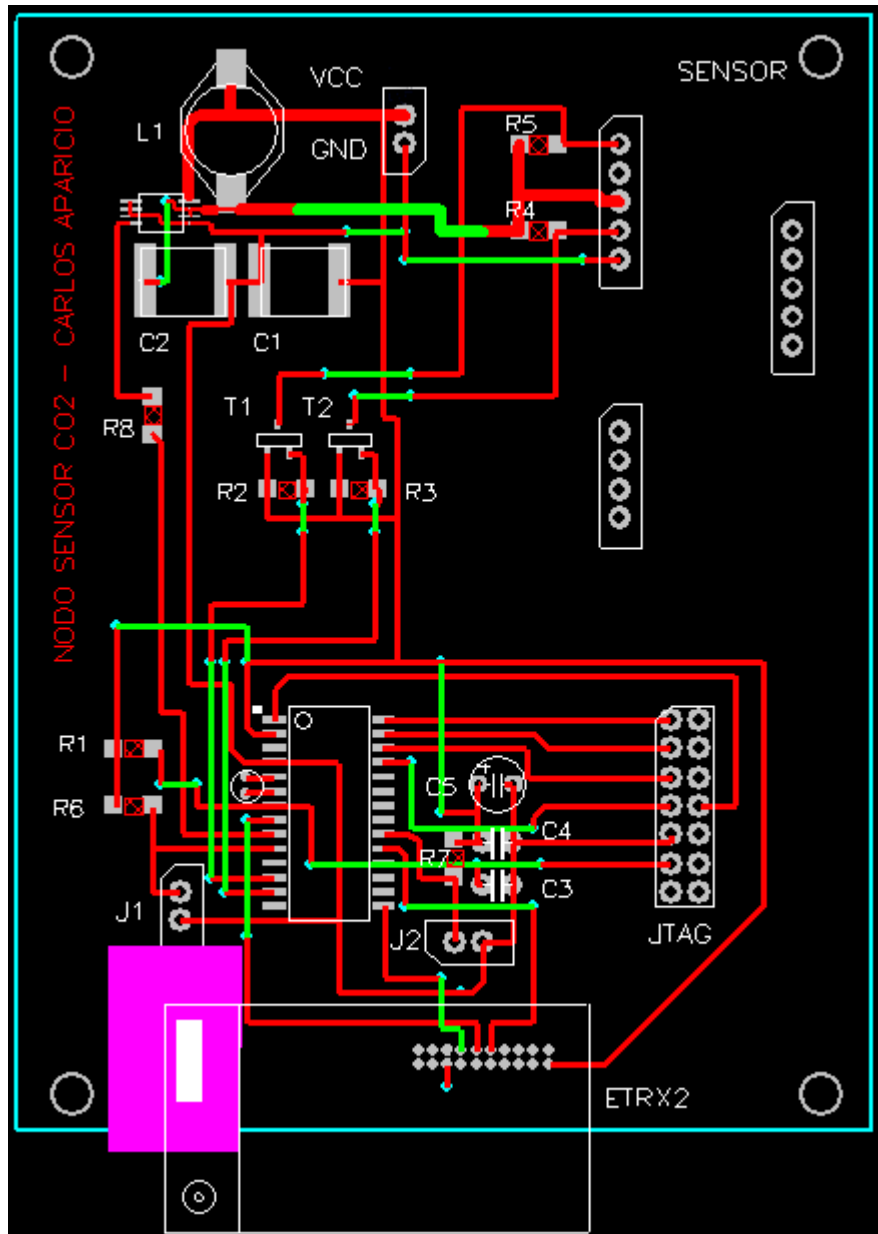 VCC
SENSOR
L1
R5
GND
R4
C2
C1
NODO SENSOR CO2 - CARLOS APARICIO
T1
T2
R8
R2
R3
R1
C5
+
R6
C4
R7
C3
J1
J2
JTAG
ETRX2